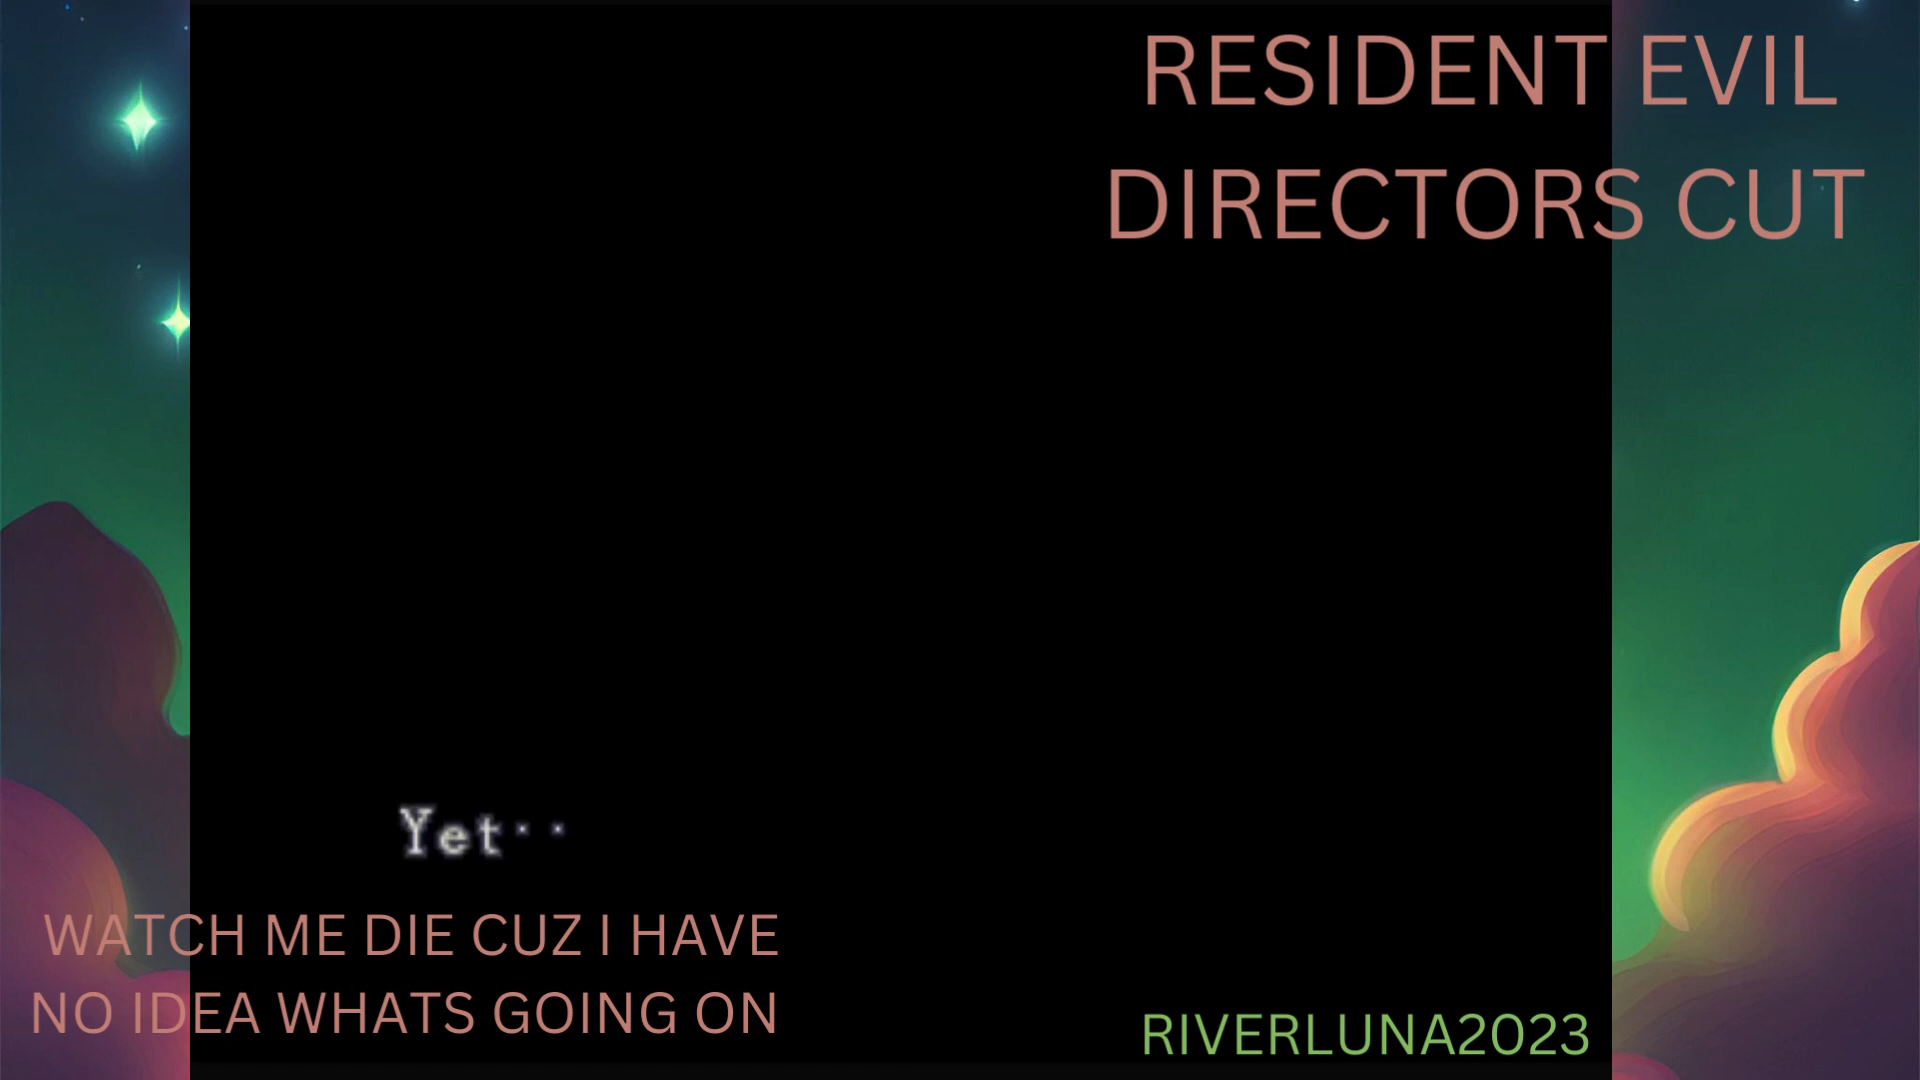 RESIDENT EVIL
DIRECTORS CUT
Yet··
WATCH ME DIE CUZ I HAVE
NO IDEA WHATS GOING ON
RIVERLUNA2023